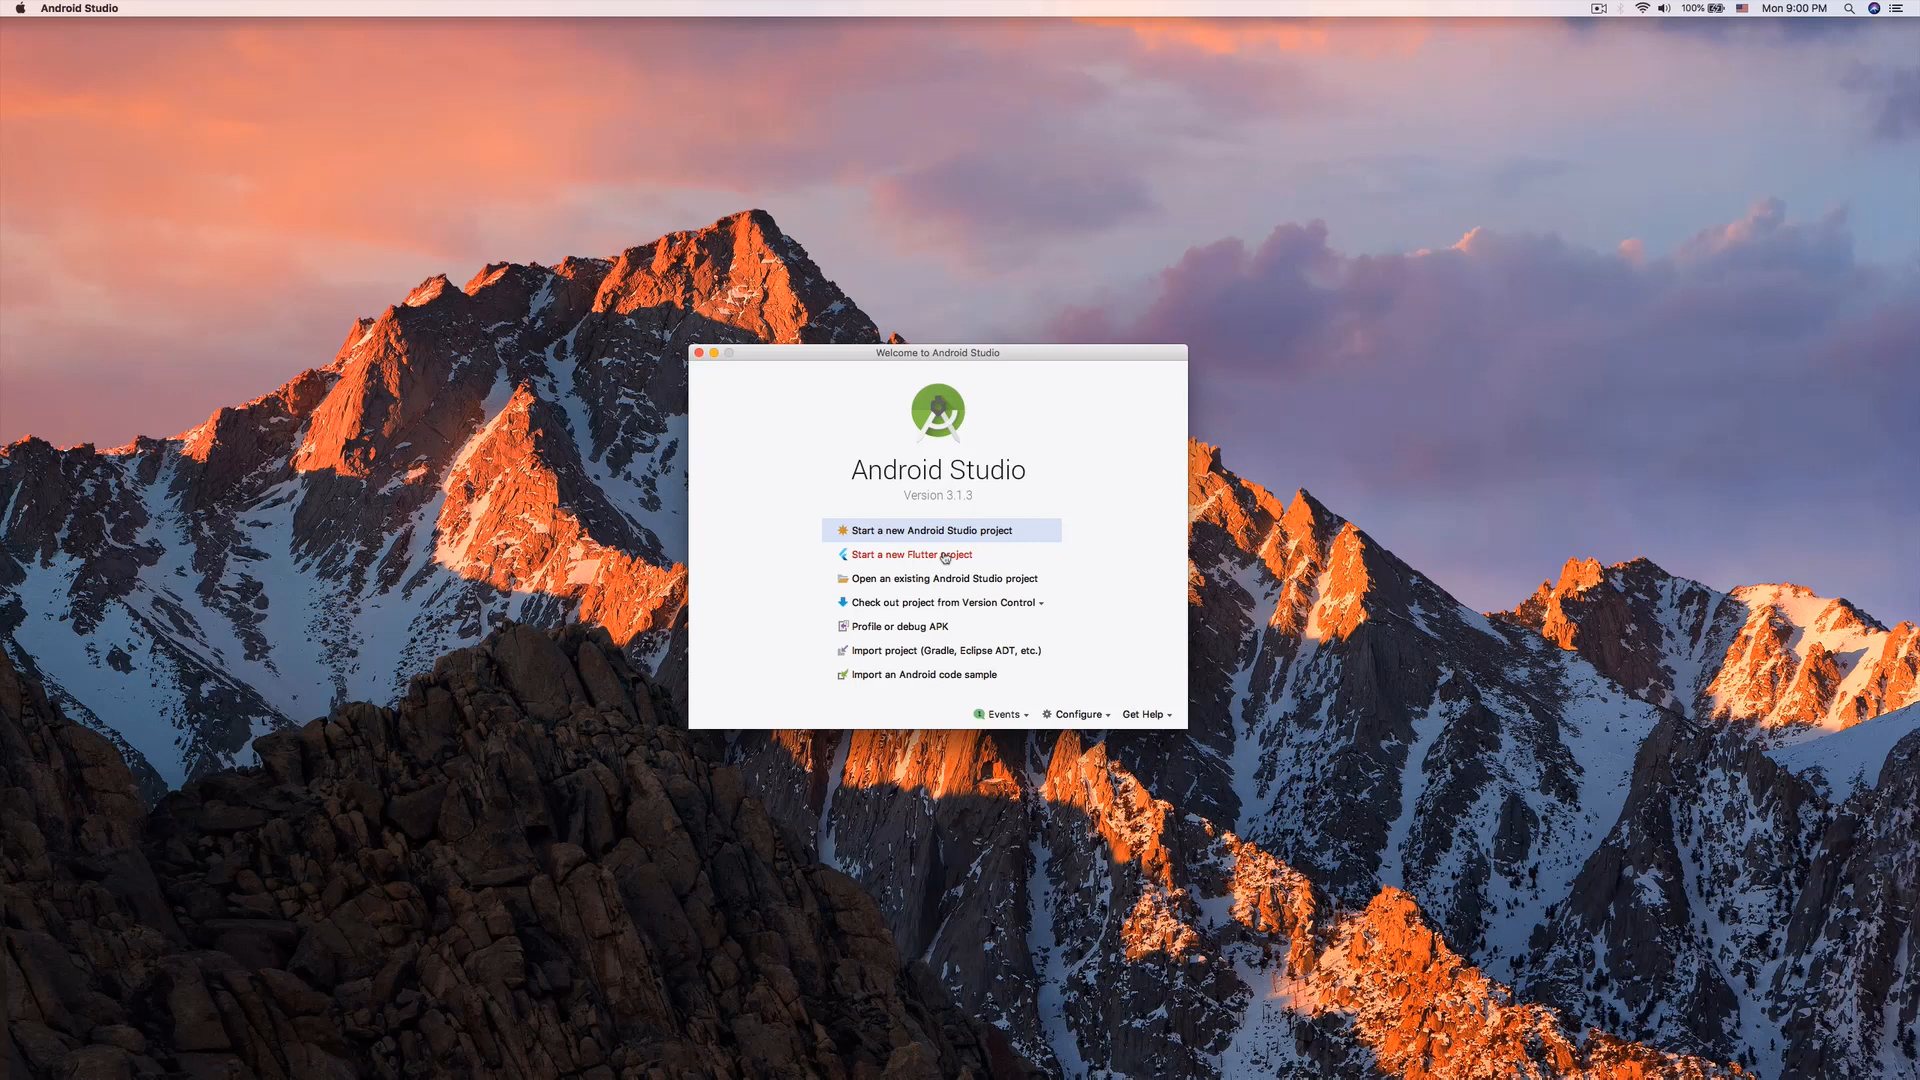 Android Studio
100%
Mon 9:00 PM
Welcome to Android Studio
Android Studio
Version 3.1.3
Start a new Android Studio project
Start a new Flutter project
Open an existing Android Studio project
Check out project from Version Control
Profile or debug APK
Import project (Gradle, Eclipse ADT, etc.)
Import an Android code sample
1 Events
Configure
Get Help